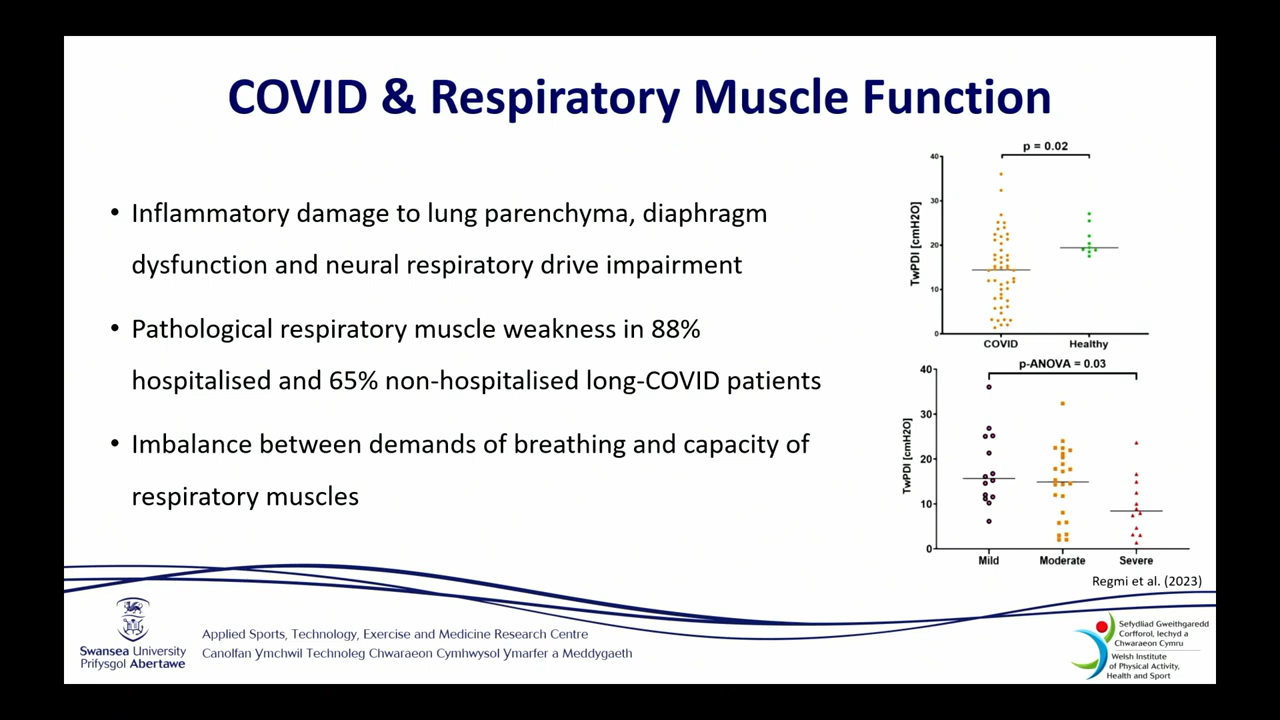 COVID & Respiratory Muscle Function
• Inflammatory damage to lung parenchyma, diaphragm
dysfunction and neural respiratory drive impairment
• Pathological respiratory muscle weakness in 88%
hospitalised and 65% non-hospitalised long-COVID patients
• Imbalance between demands of breathing and capacity of
respiratory muscles
p = 0.02
TwPDI [cmH2O]
40
30
20
10
0
COVID Healthy
p-ANOVA = 0.03
TwPDI [cmH2O]
40
30
20
10
0
Mild Moderate Severe
Regmi et al. (2023)
Swansea University
Prifysgol Abertawe
Applied Sports, Technology, Exercise and Medicine Research Centre
Canolfan Ymchwil Technoleg Chwaraeon Cymhwysol Ymarfer a Meddygaeth
Sefydliad Gweithgaredd
Corfforol, Iechyd a
Chwaraeon Cymru
Welsh Institute
of Physical Activity,
Health and Sport